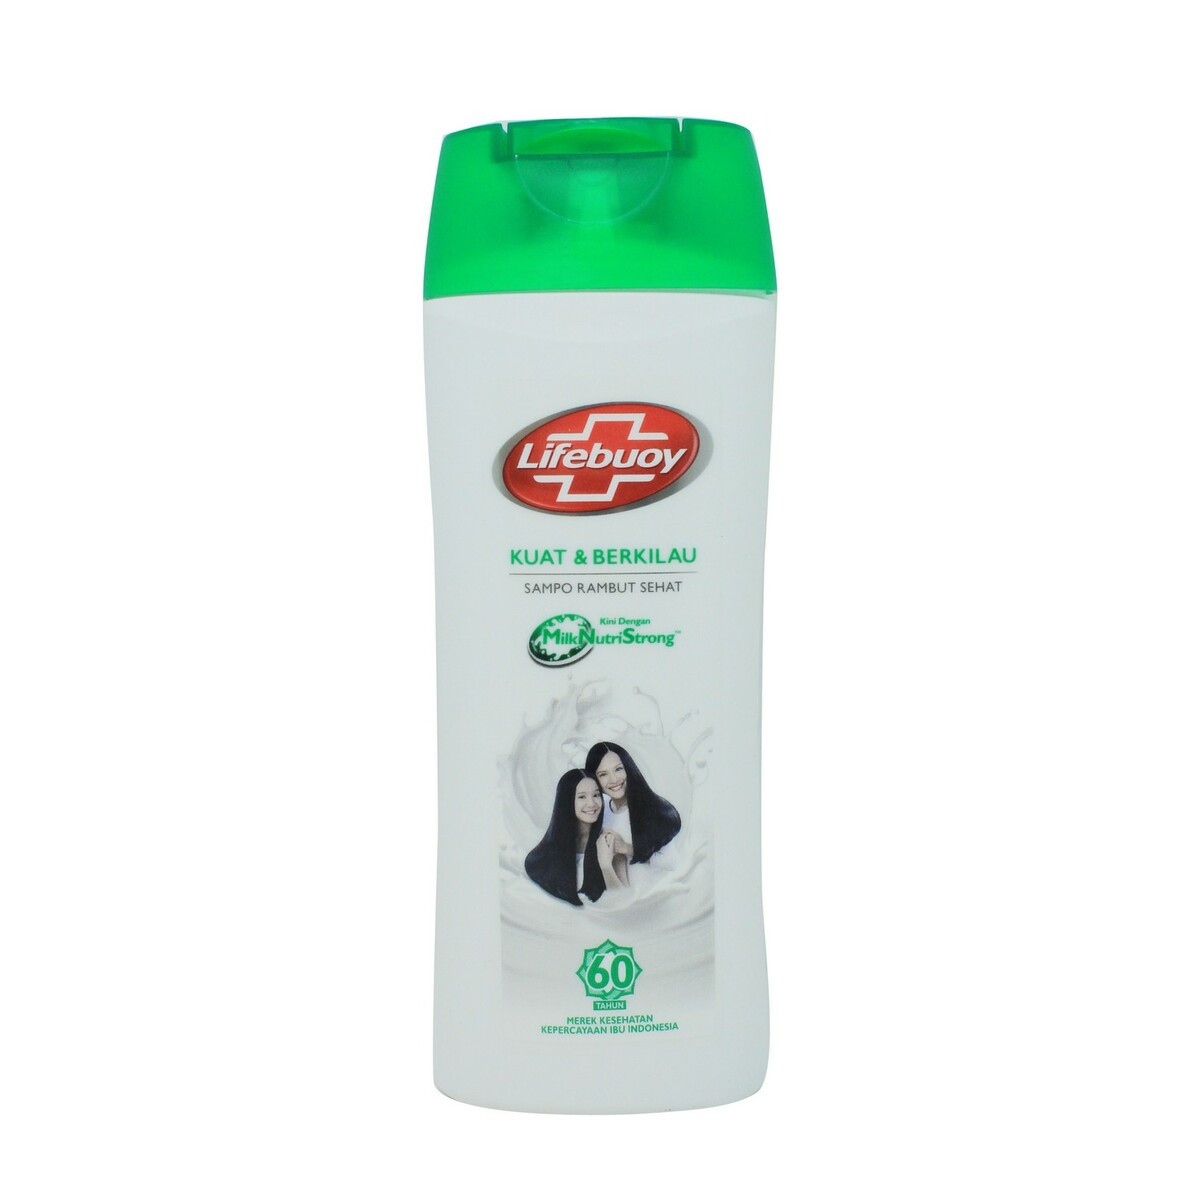 Lifebuoy
KUAT & BERKILAU
SAMPO RAMBUT SEHAT
Kini Dengan
MilkNutriStrong™
60
TAHUN
MEREK KESEHATAN
KEPERCAYAAN IBU INDONESIA